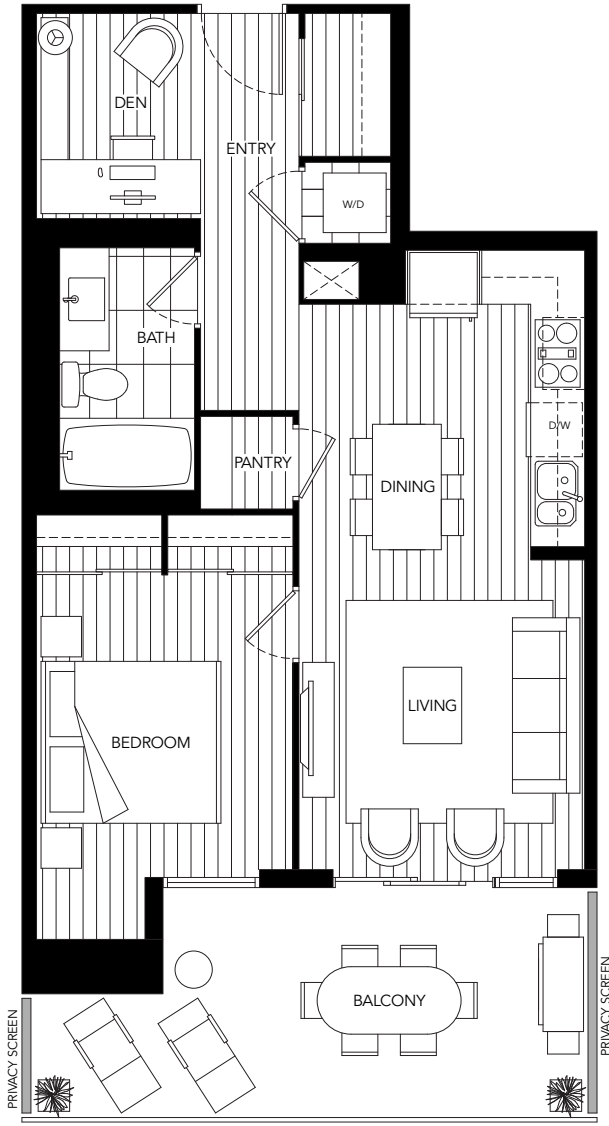 DEN
ENTRY
W/D
BATH
D/W
PANTRY
DINING
LIVING
BEDROOM
BALCONY
PRIVACY SCREEN
PRIVACY SCREEN